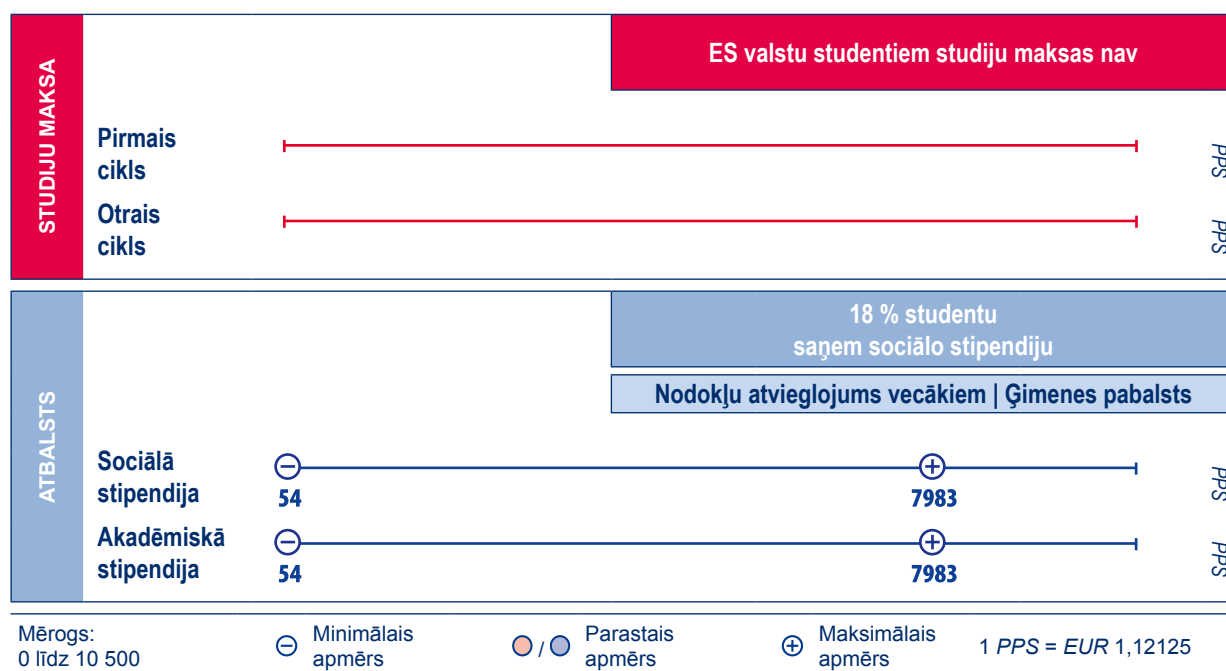 STUDIJU MAKSA
ES valstu studentiem studiju maksas nav
Pirmais
cikls
PPS
Otrais
cikls
PPS
ATBALSTS
18 % studentu
saņem sociālo stipendiju
Nodokļu atvieglojums vecākiem | Ģimenes pabalsts
Sociālā
stipendija
54
7983
PPS
Akadēmiskā
stipendija
54
7983
PPS
Mērogs:
0 līdz 10 500
Minimālais
apmērs
/
Parastais
apmērs
Maksimālais
apmērs
1 PPS = EUR 1,12125